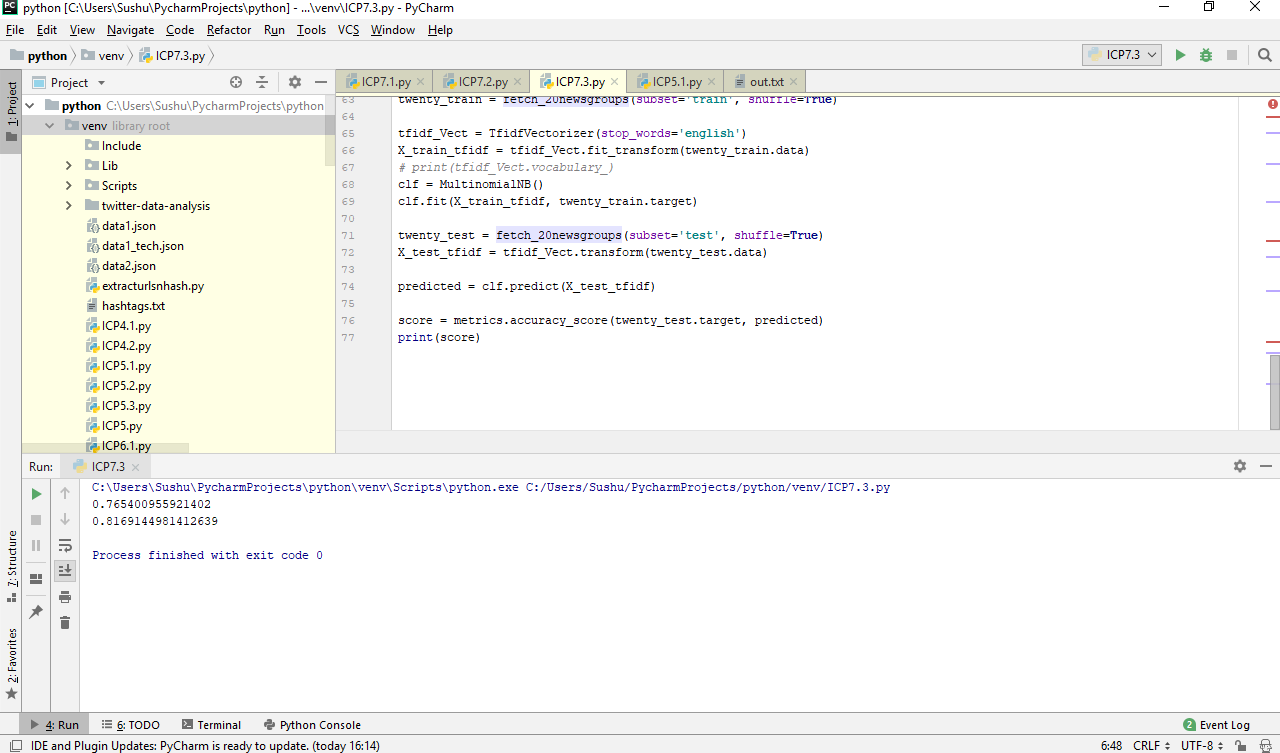 PC python [C:\Users\Sushu\PycharmProjects\python] - ...\venv\ICP7.3.py - PyCharm
File Edit View Navigate Code Refactor Run Tools VCS Window Help
python venv ICP7.3.py ICP7.3
1: Project
Project
ICP7.1.py ICP7.2.py ICP7.3.py ICP5.1.py out.txt
python C:\Users\Sushu\PycharmProjects\python
venv library root
Include
Lib
Scripts
twitter-data-analysis
data1.json
data1_tech.json
data2.json
extracturlsnhash.py
hashtags.txt
ICP4.1.py
ICP4.2.py
ICP5.1.py
ICP5.2.py
ICP5.3.py
ICP5.py
ICP6.1.py
63 twenty_train = fetch_20newsgroups(subset='train', shuffle=True)
64
65 tfidf_Vect = TfidfVectorizer(stop_words='english')
66 X_train_tfidf = tfidf_Vect.fit_transform(twenty_train.data)
67 # print(tfidf_Vect.vocabulary_)
68 clf = MultinomialNB()
69 clf.fit(X_train_tfidf, twenty_train.target)
70
71 twenty_test = fetch_20newsgroups(subset='test', shuffle=True)
72 X_test_tfidf = tfidf_Vect.transform(twenty_test.data)
73
74 predicted = clf.predict(X_test_tfidf)
75
76 score = metrics.accuracy_score(twenty_test.target, predicted)
77 print(score)
Run: ICP7.3
C:\Users\Sushu\PycharmProjects\python\venv\Scripts\python.exe C:/Users/Sushu/PycharmProjects/python/venv/ICP7.3.py
0.765400955921402
0.8169144981412639
Process finished with exit code 0
7: Structure
2: Favorites
4: Run 6: TODO Terminal Python Console 2 Event Log
IDE and Plugin Updates: PyCharm is ready to update. (today 16:14) 6:48 CRLF UTF-8